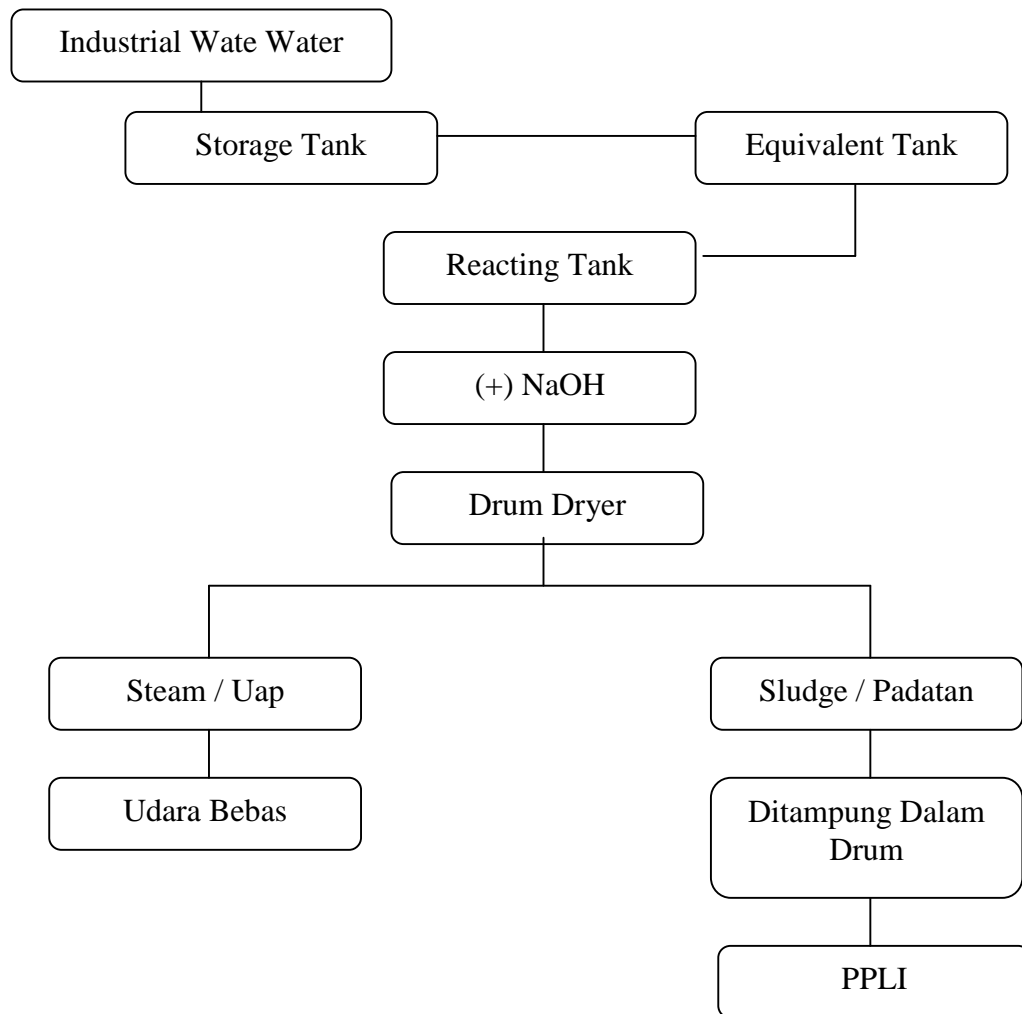 Industrial Wate Water
Storage Tank
Equivalent Tank
Reacting Tank
(+) NaOH
Drum Dryer
Steam / Uap
Sludge / Padatan
Udara Bebas
Ditampung Dalam
Drum
PPLI